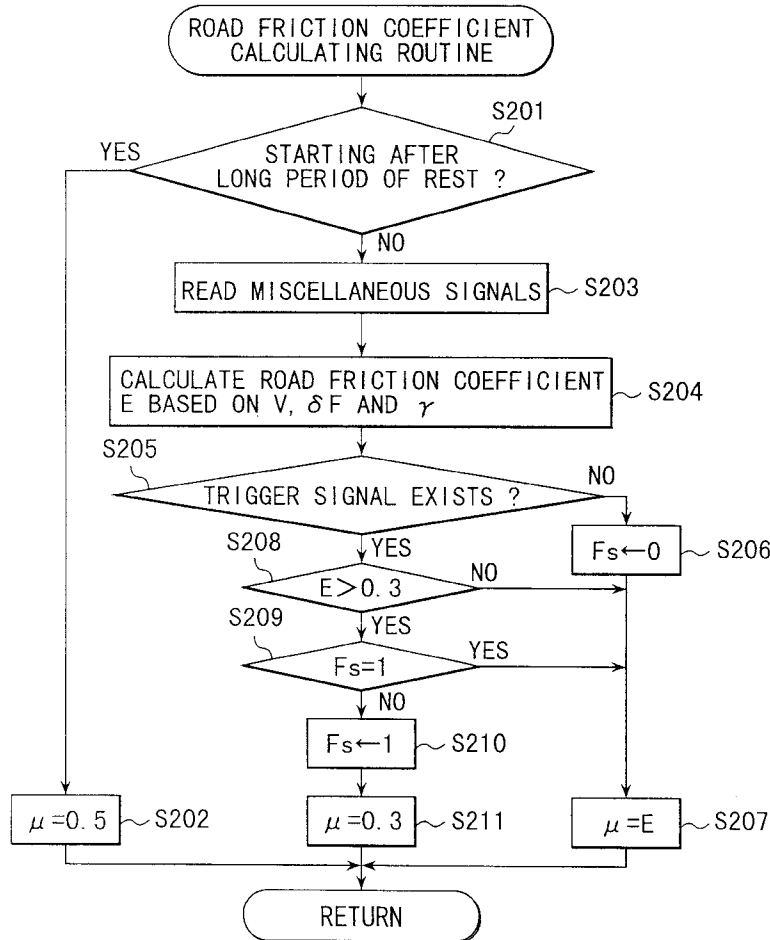 ROAD FRICTION COEFFICIENT
CALCULATING ROUTINE
S201
YES
STARTING AFTER
LONG PERIOD OF REST ?
NO
READ MISCELLANEOUS SIGNALS
S203
CALCULATE ROAD FRICTION COEFFICIENT
E BASED ON V, δF AND γ
S204
S205
TRIGGER SIGNAL EXISTS ?
NO
YES
Fs←0
S206
S208
E>0.3
NO
YES
S209
Fs=1
YES
NO
Fs←1
S210
μ=0.5
S202
μ=0.3
S211
μ=E
S207
RETURN